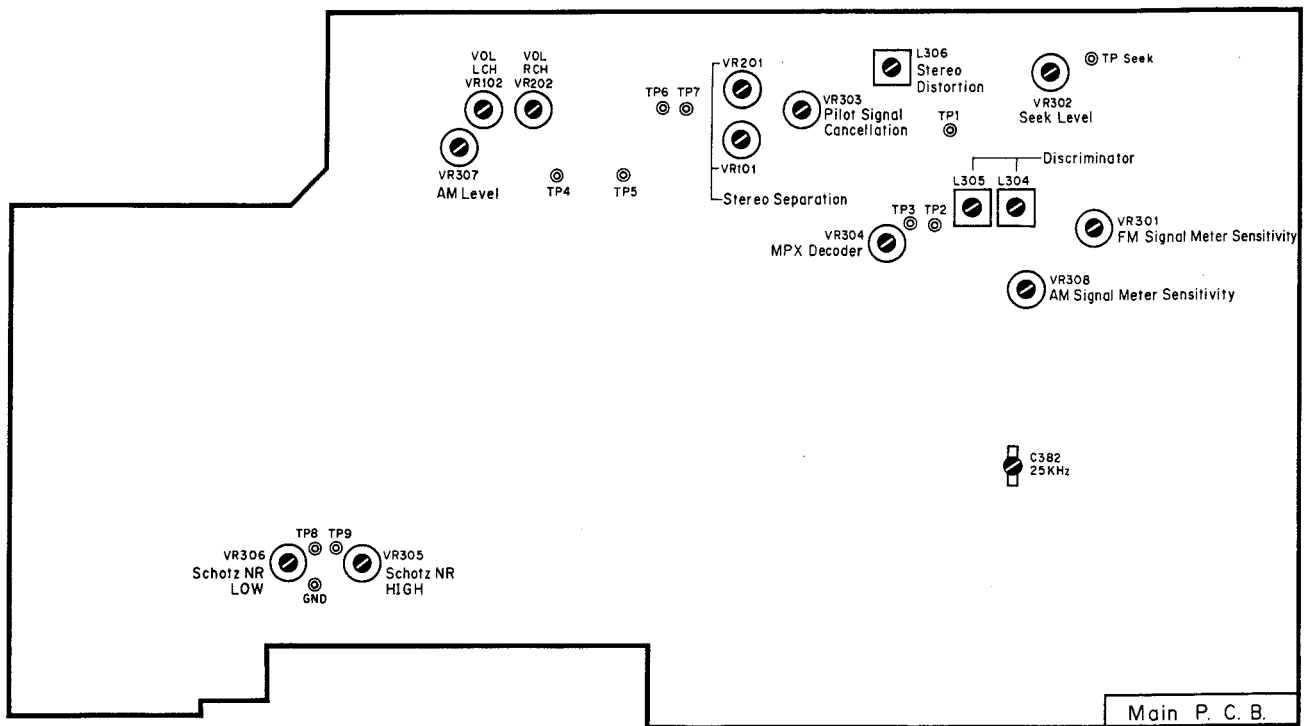 VOL
LCH
VR102
VOL
RCH
VR202
VR307
AM Level
TP4
TP5
TP6
TP7
VR201
VR101
Stereo Separation
VR303
Pilot Signal
Cancellation
L306
Stereo
Distortion
TP1
VR302
Seek Level
TP Seek
Discriminator
L305
L304
TP3
TP2
VR304
MPX Decoder
VR301
FM Signal Meter Sensitivity
VR308
AM Signal Meter Sensitivity
C382
25KHz
VR306
Schotz NR
LOW
TP8
TP9
GND
VR305
Schotz NR
HIGH
Main P. C. B.